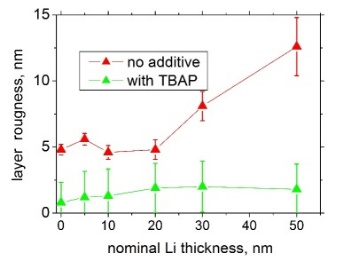 15
10
5
0
layer rougness, nm
no additive
with TBAP
0 10 20 30 40 50
nominal Li thickness, nm